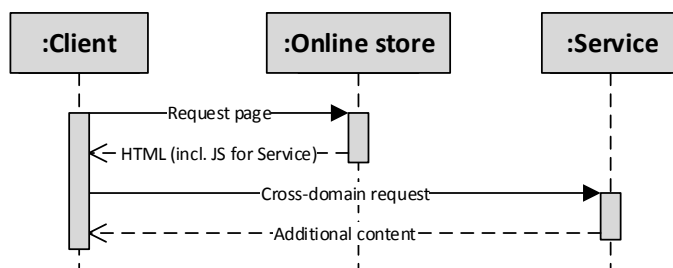 :Client
:Online store
:Service
Request page
HTML (incl. JS for Service)
Cross-domain request
Additional content